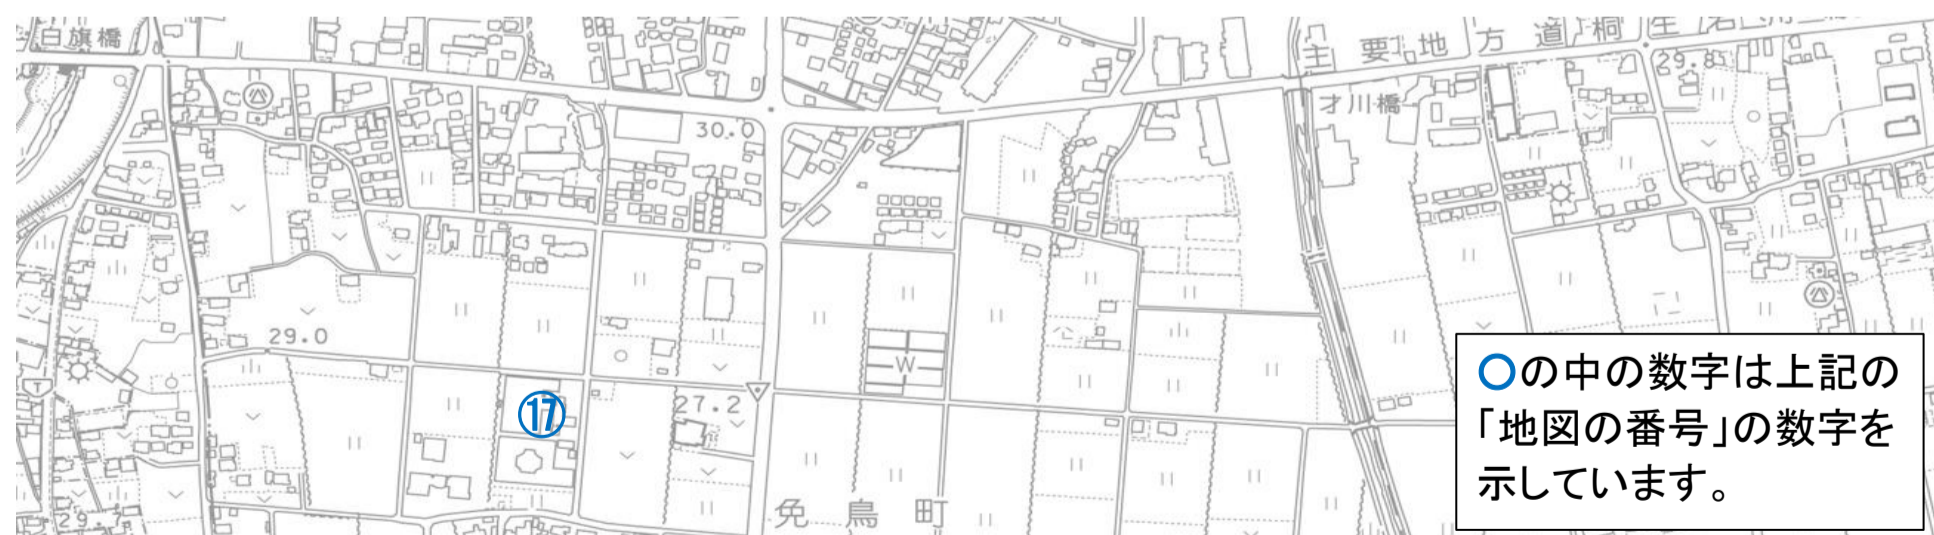 白旗橋
主要地方道桐生
29.8
才川橋
30.0
29.0
W
T
⑰
27.2
免鳥町
29.
〇の中の数字は上記の
「地図の番号」の数字を
示しています。